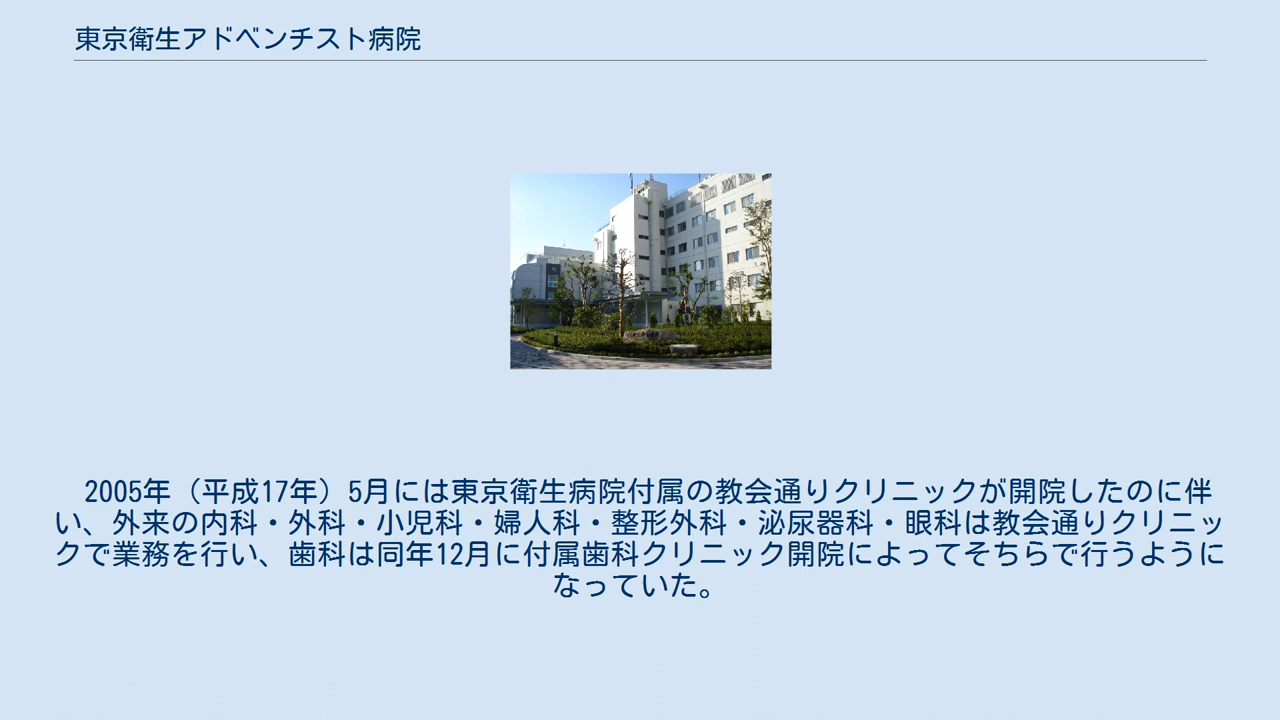 東京衛生アドベンチスト病院
2005年（平成17年）5月には東京衛生病院付属の教会通りクリニックが開院したのに伴
い、外来の内科・外科・小児科・婦人科・整形外科・泌尿器科・眼科は教会通りクリニッ
クで業務を行い、歯科は同年12月に付属歯科クリニック開院によってそちらで行うように
なっていた。